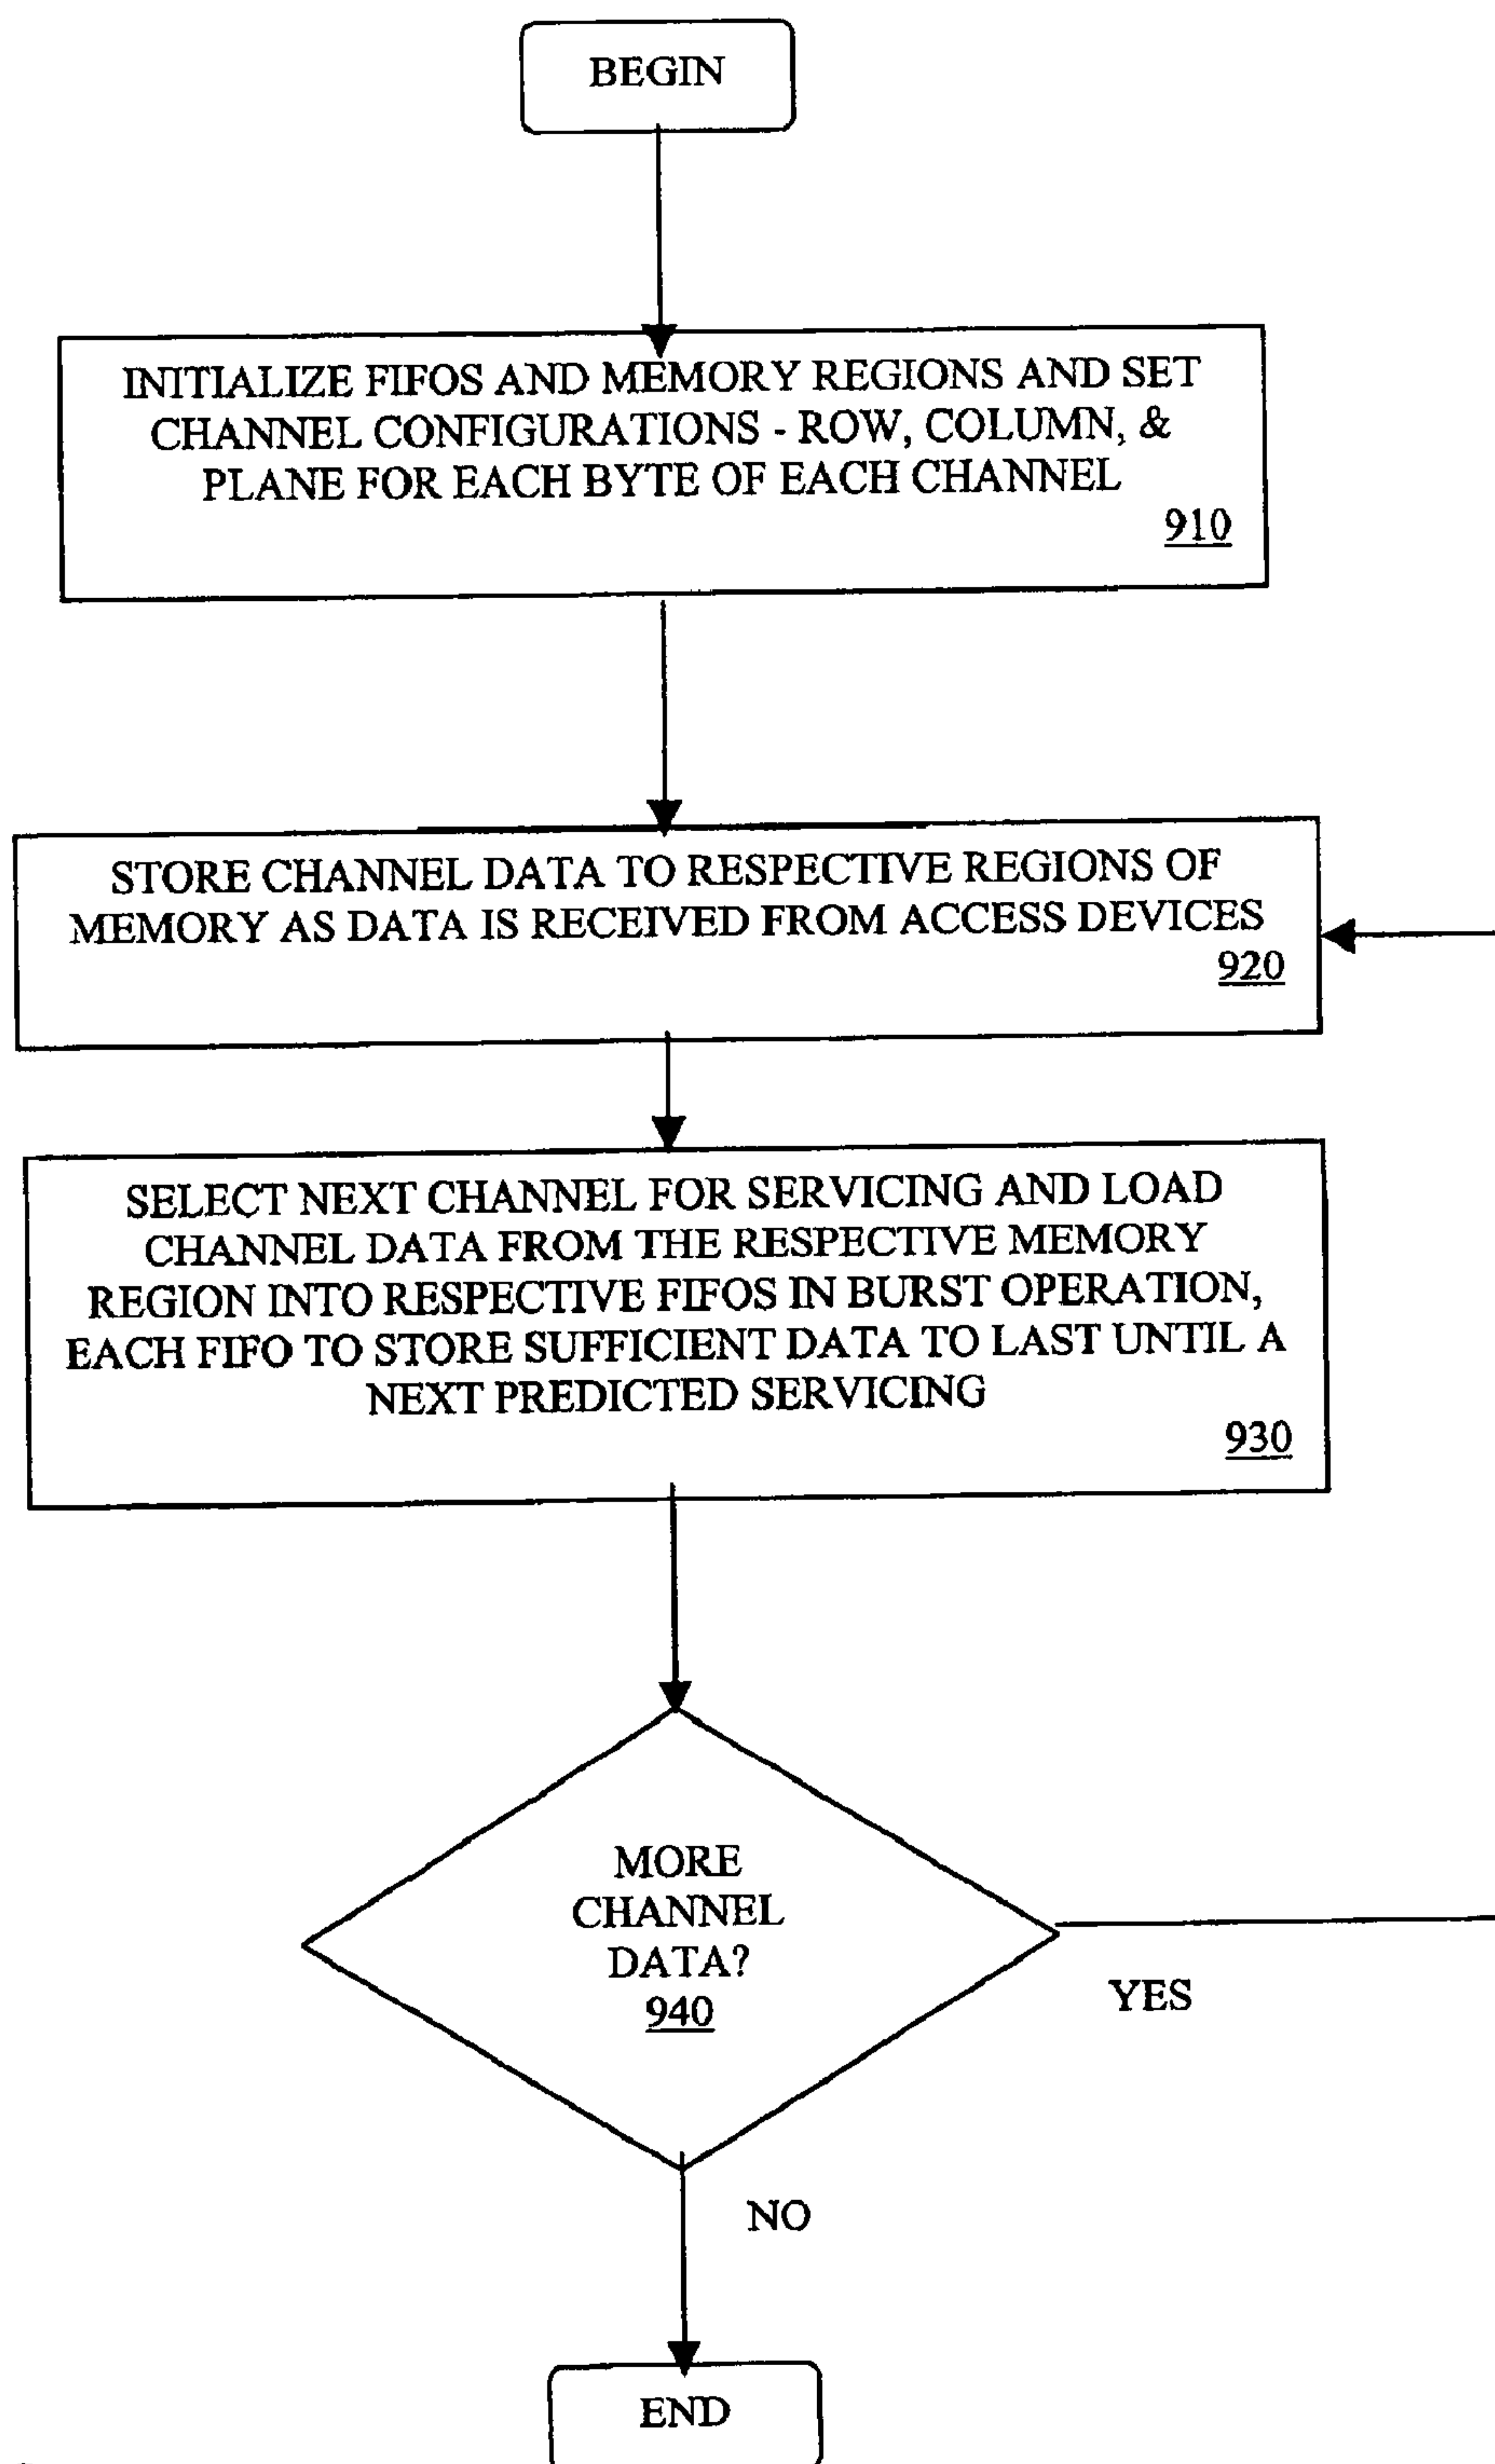 BEGIN
INITIALIZE FIFOS AND MEMORY REGIONS AND SET
CHANNEL CONFIGURATIONS - ROW, COLUMN, &
PLANE FOR EACH BYTE OF EACH CHANNEL
910
STORE CHANNEL DATA TO RESPECTIVE REGIONS OF
MEMORY AS DATA IS RECEIVED FROM ACCESS DEVICES
920
SELECT NEXT CHANNEL FOR SERVICING AND LOAD
CHANNEL DATA FROM THE RESPECTIVE MEMORY
REGION INTO RESPECTIVE FIFOS IN BURST OPERATION,
EACH FIFO TO STORE SUFFICIENT DATA TO LAST UNTIL A
NEXT PREDICTED SERVICING
930
MORE
CHANNEL
DATA?
940
YES
NO
END